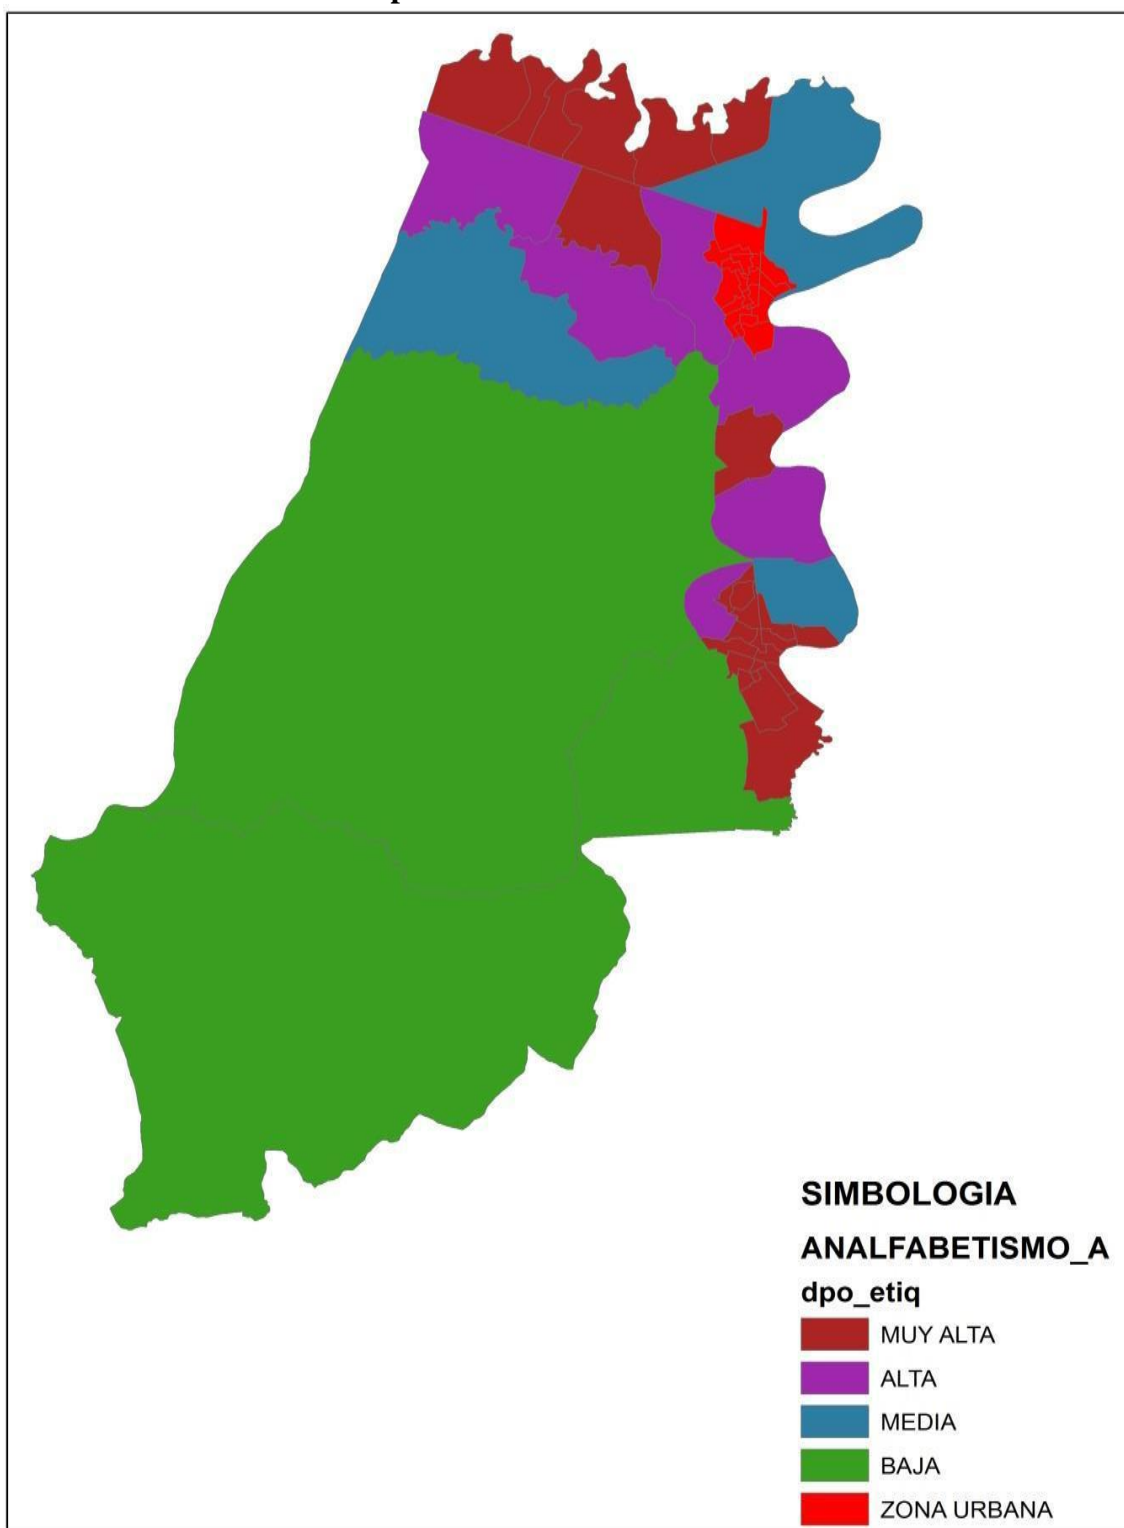 SIMBOLOGIA
ANALFABETISMO_A
dpo_etiq
MUY ALTA
ALTA
MEDIA
BAJA
ZONA URBANA